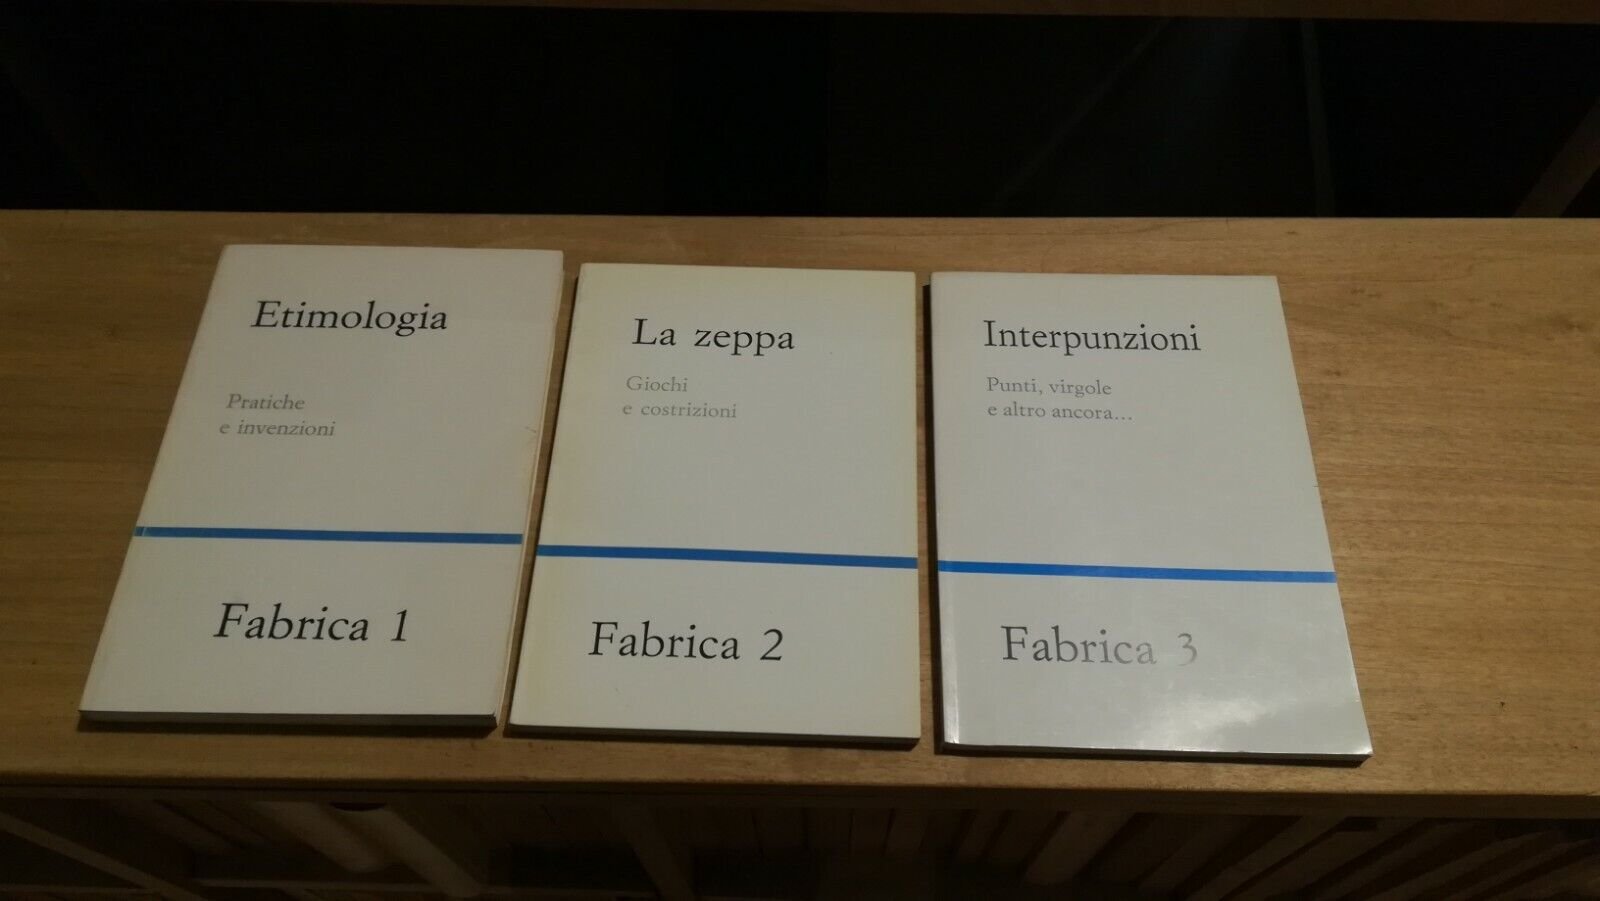 Etimologia
Pratiche
e invenzioni
Fabrica 1
La zeppa
Giochi
e costrizioni
Fabrica 2
Interpunzioni
Punti, virgole
e altro ancora...
Fabrica 3